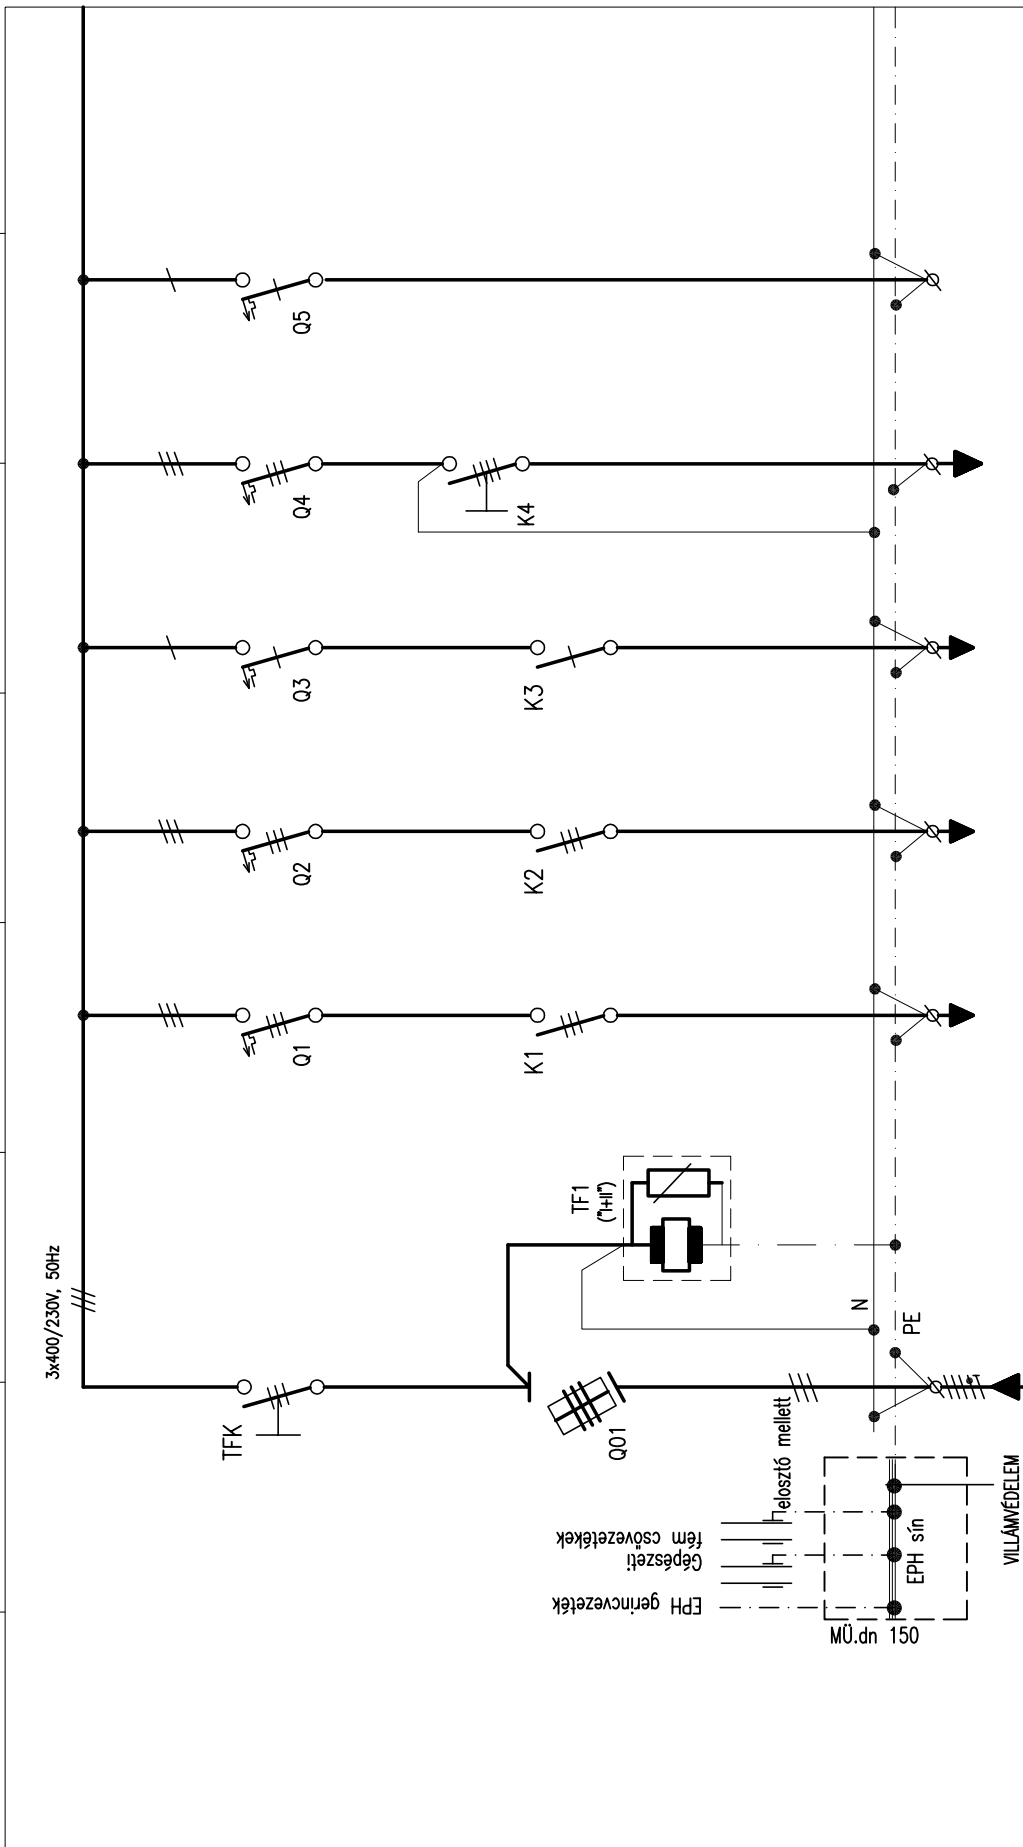 3x400/230V, 50Hz
TFK
Q01
TF1
("I+II")
Q1
K1
Q2
K2
Q3
K3
Q4
K4
Q5
N
PE
elosztó mellett
Gépészeti
fém csővezetékek
EPH gerincvezeték
EPH sín
MÜ.dn 150
VILLÁMVÉDELEM